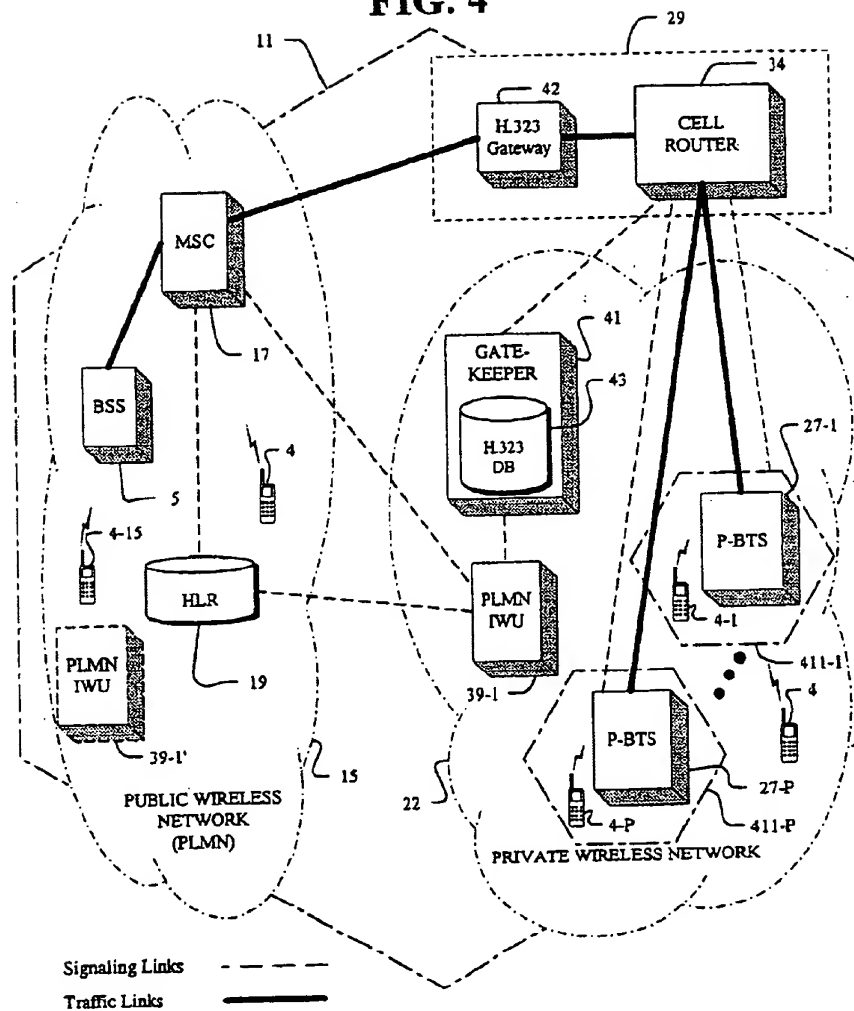 FIG. 4
11
29
42
34
H.323
Gateway
CELL
ROUTER
MSC
17
GATE-
KEEPER
41
43
H.323
DB
BSS
5
4
4-15
27-1
P-BTS
4-1
411-1
HLR
19
PLMN
IWU
39-1
PLMN
IWU
39-1'
4
P-BTS
15
22
27-P
4-P
411-P
PUBLIC WIRELESS
NETWORK
(PLMN)
PRIVATE WIRELESS NETWORK
Signaling Links
Traffic Links